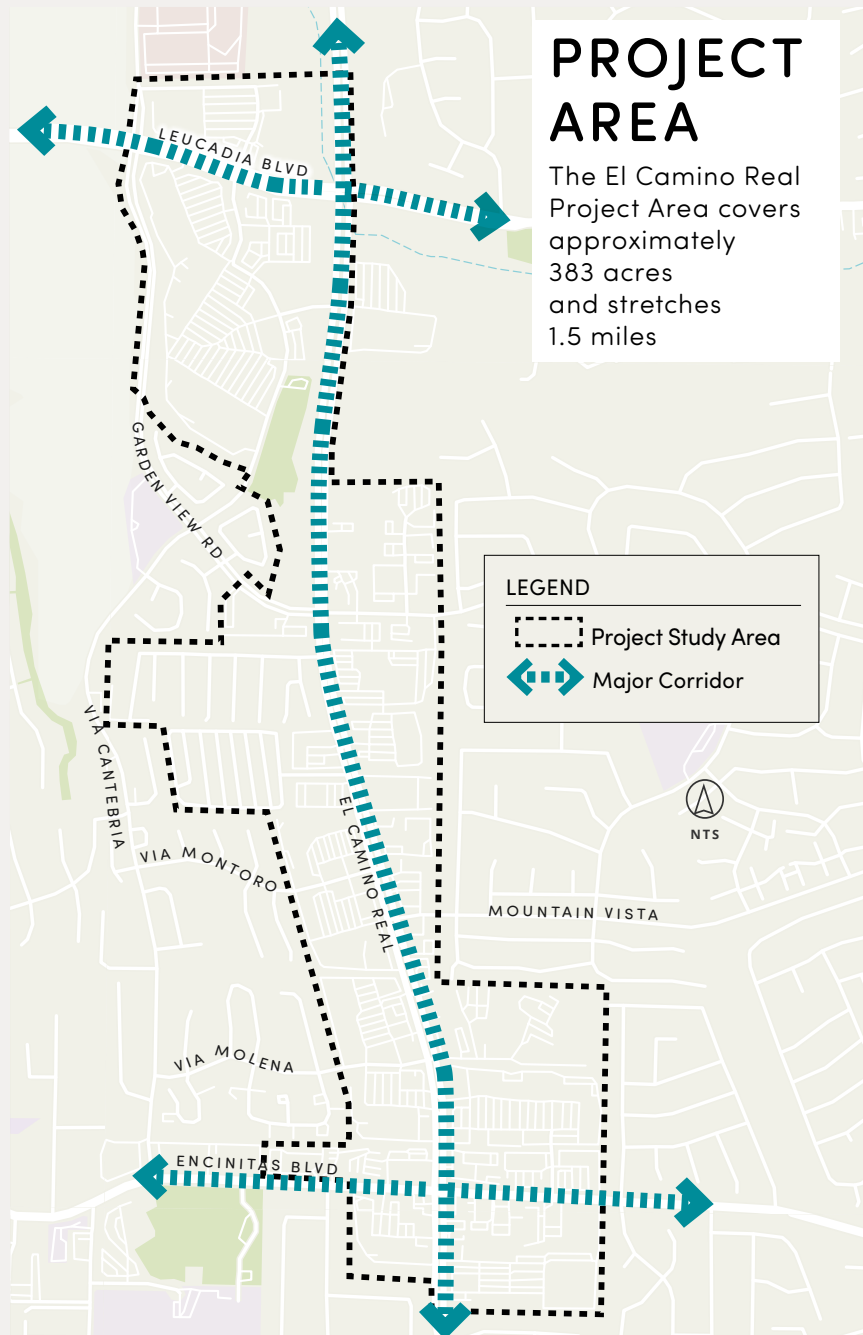 PROJECT
AREA
The El Camino Real
Project Area covers
approximately
383 acres
and stretches
1.5 miles
LEUCADIA BLVD
GARDEN VIEW RD
LEGEND
Project Study Area
Major Corridor
VIA CANTEBRIA
EL CAMINO REAL
NTS
VIA MONTORO
MOUNTAIN VISTA
VIA MOLENA
ENCINITAS BLVD